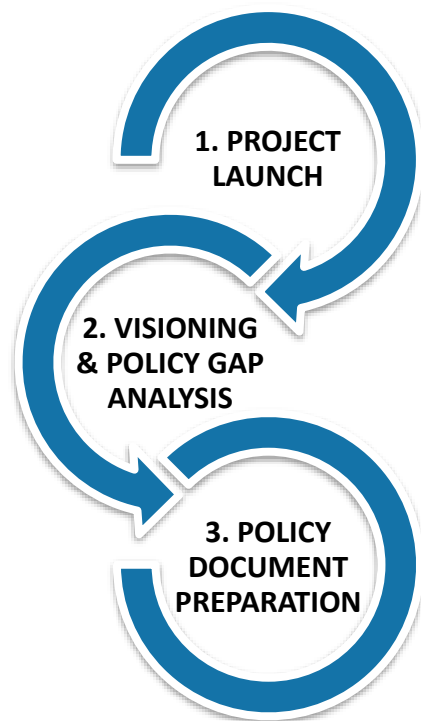 1. PROJECT
LAUNCH
2. VISIONING
& POLICY GAP
ANALYSIS
3. POLICY
DOCUMENT
PREPARATION